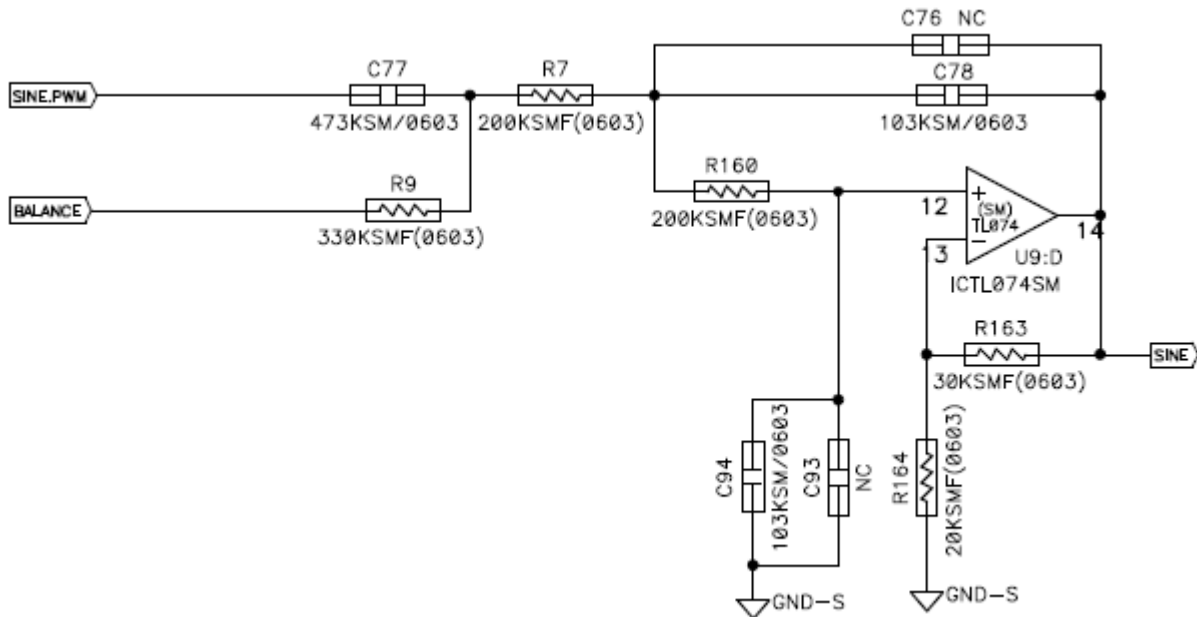 C76 NC
C77
R7
C78
SINE.PWM
473KSM/0603
200KSMF(0603)
103KSM/0603
R160
R9
BALANCE
200KSMF(0603)
12
+
(SM)
TL074
-
14
330KSMF(0603)
13
U9:D
ICTL074SM
R163
SINE
30KSMF(0603)
C94
103KSM/0603
C93
NC
R164
20KSMF(0603)
GND-S
GND-S